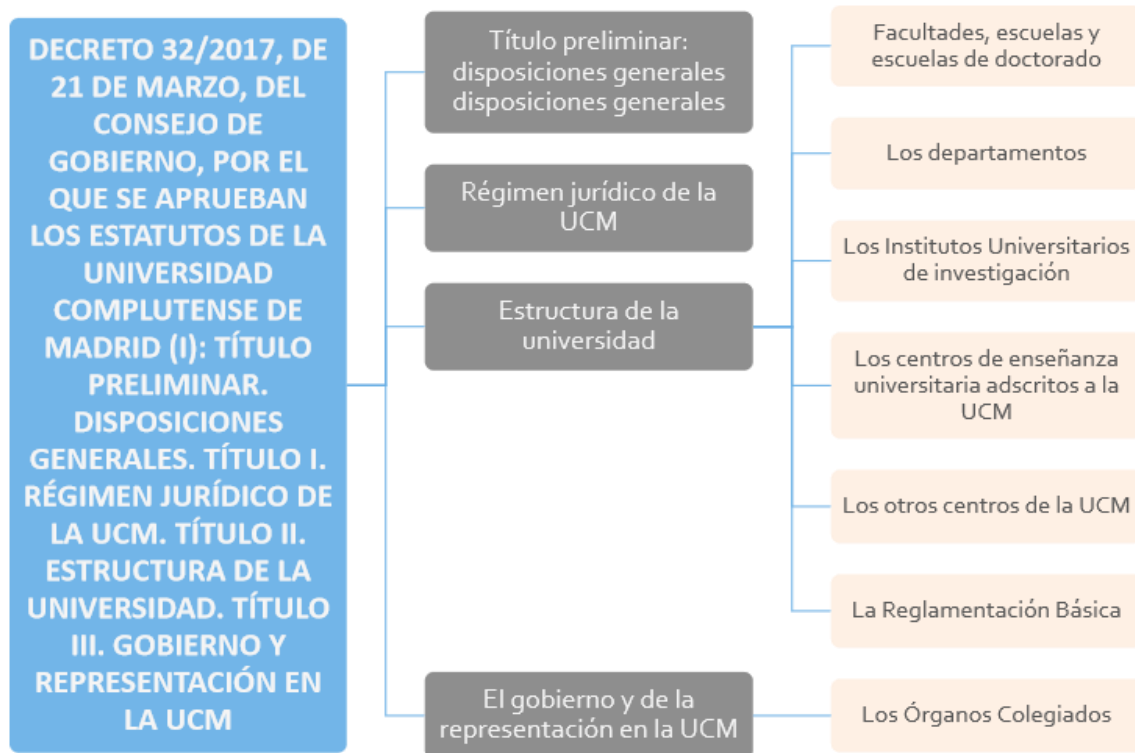 DECRETO 32/2017, DE
21 DE MARZO, DEL
CONSEJO DE
GOBIERNO, POR EL
QUE SE APRUEBAN
LOS ESTATUTOS DE LA
UNIVERSIDAD
COMPLUTENSE DE
MADRID (I): TÍTULO
PRELIMINAR.
DISPOSICIONES
GENERALES. TÍTULO I.
RÉGIMEN JURÍDICO DE
LA UCM. TÍTULO II.
ESTRUCTURA DE LA
UNIVERSIDAD. TÍTULO
III. GOBIERNO Y
REPRESENTACIÓN EN
LA UCM
Título preliminar:
disposiciones generales
disposiciones generales
Régimen jurídico de la
UCM
Estructura de la
universidad
Facultades, escuelas y
escuelas de doctorado
Los departamentos
Los Institutos Universitarios
de investigación
Los centros de enseñanza
universitaria adscritos a la
UCM
Los otros centros de la UCM
La Reglamentación Básica
El gobierno y de la
representación en la UCM
Los Órganos Colegiados